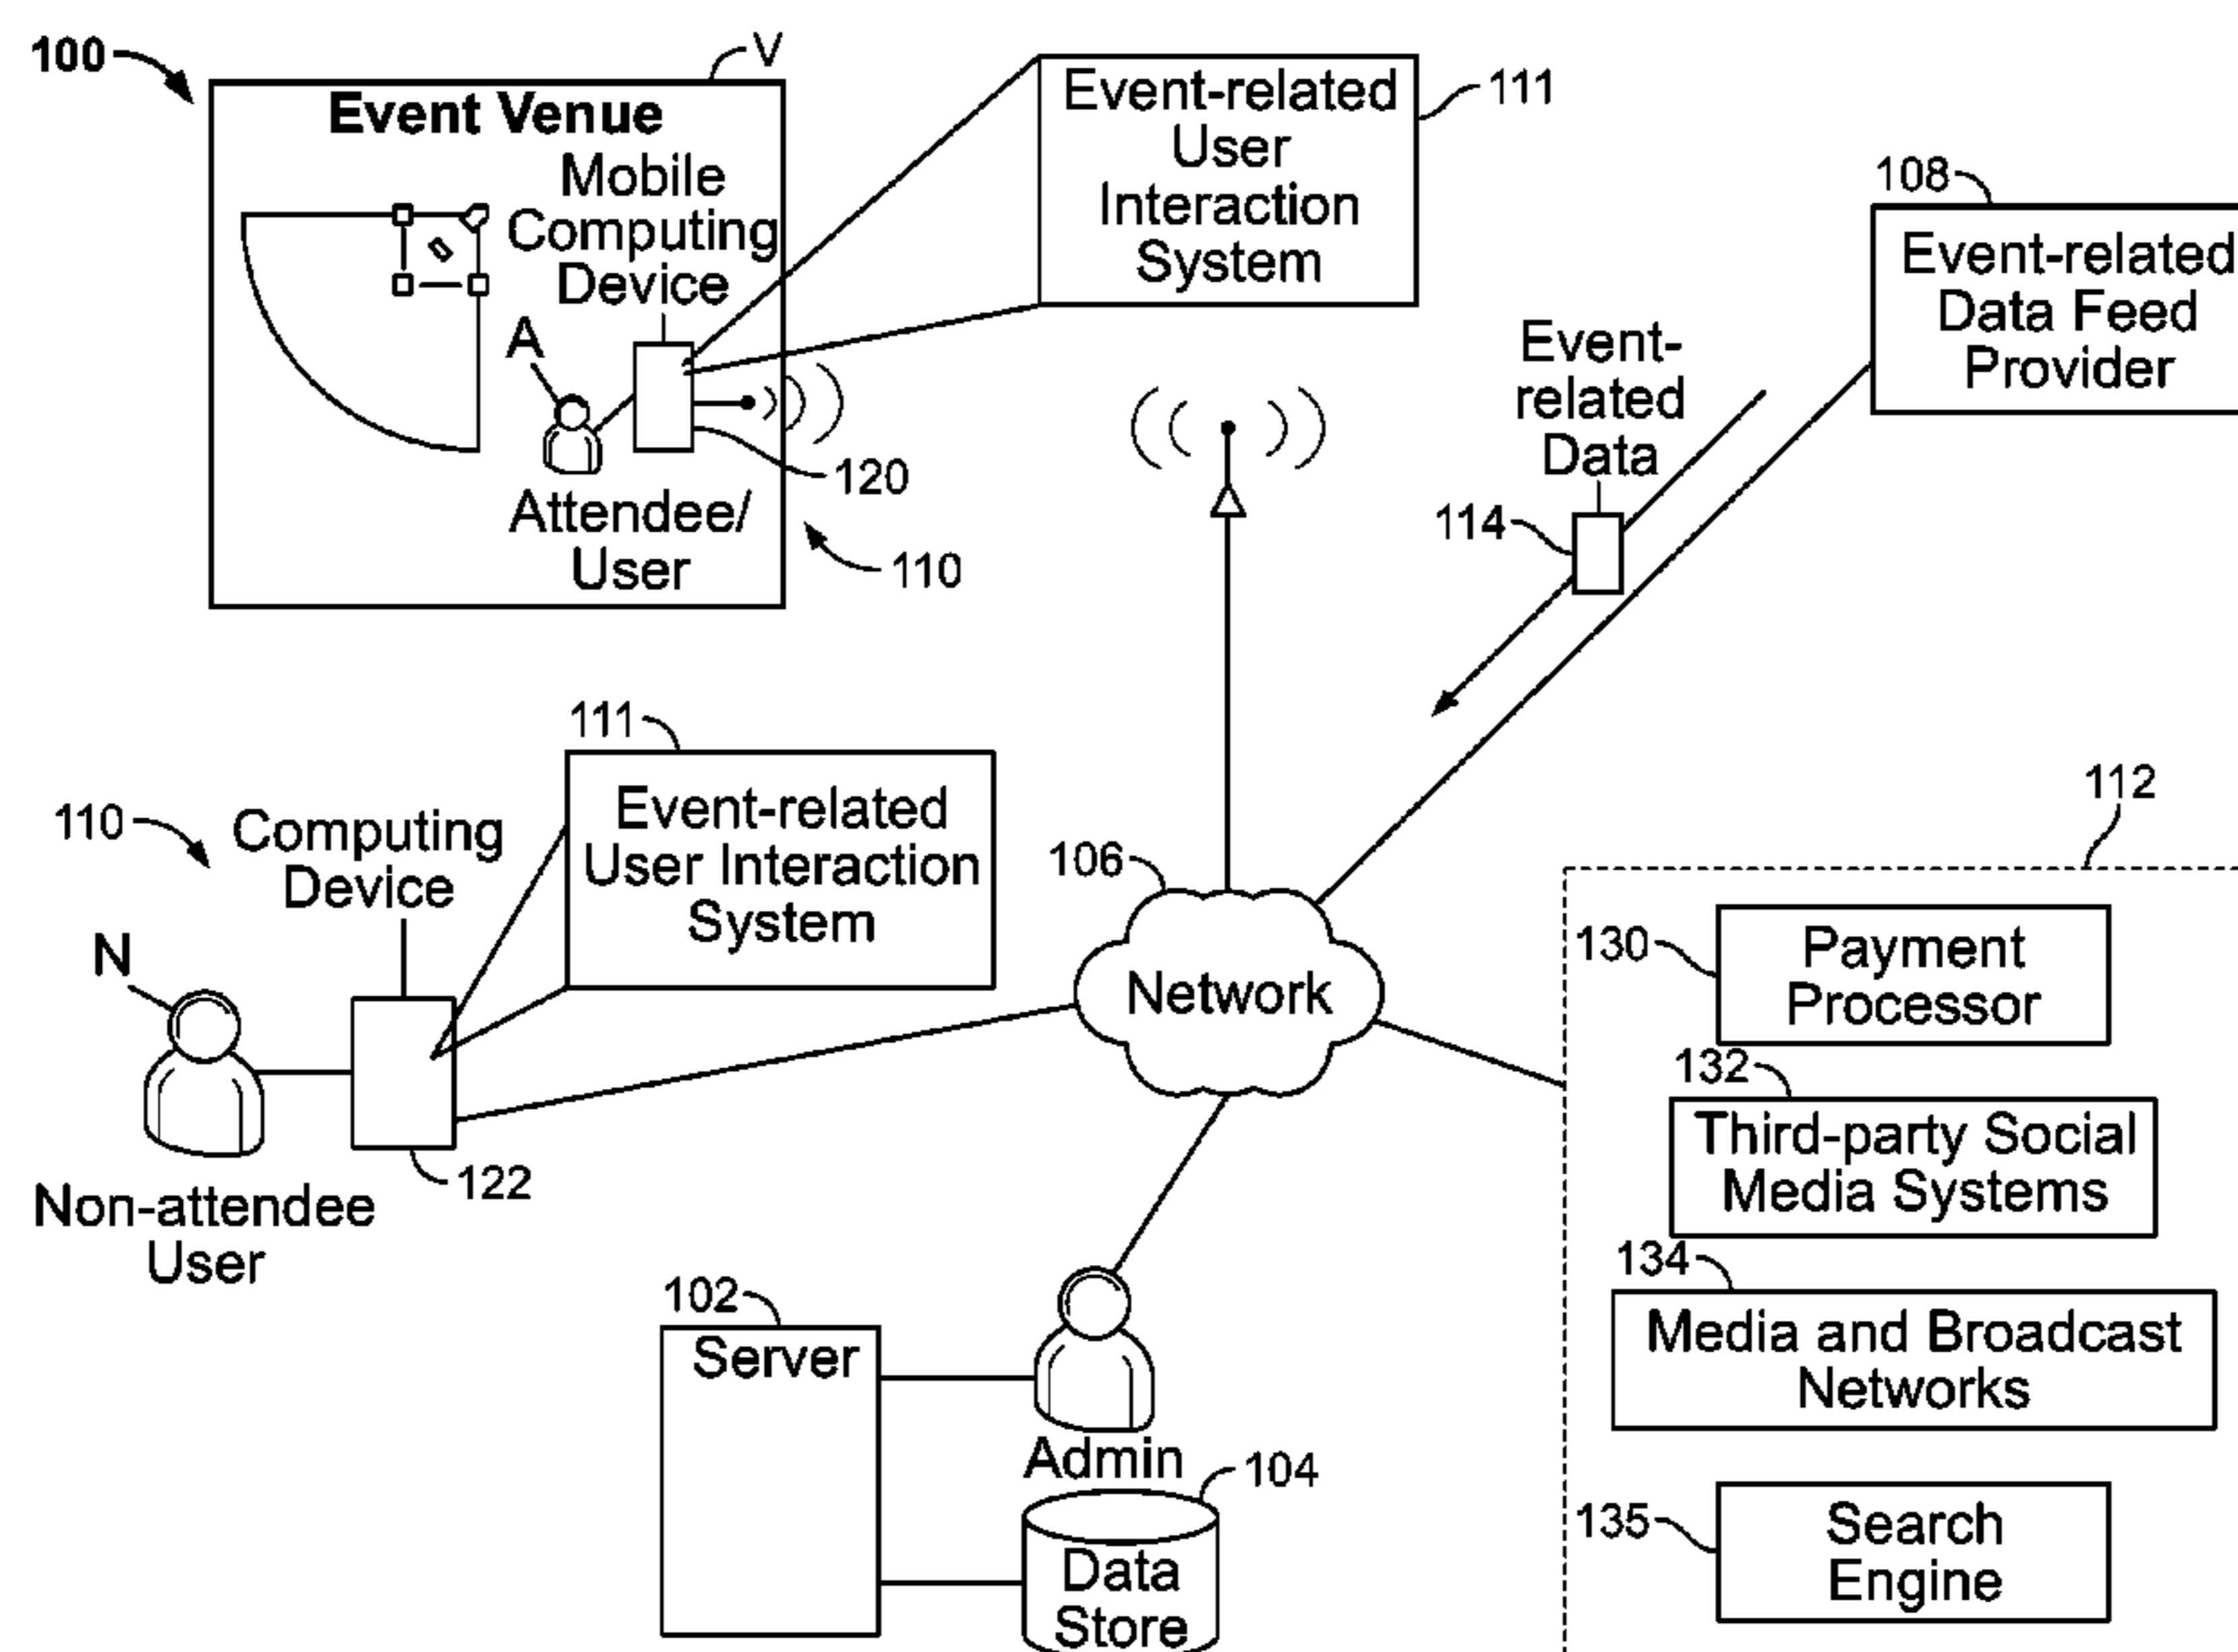 100
V
Event Venue
Mobile
Computing
Device
A
120
Attendee/
User
110
Event-related
User
Interaction
System
111
108
Event-related
Data Feed
Provider
Event-
related
Data
114
111
Event-related
User Interaction
System
110
Computing
Device
N
122
Non-attendee
User
106
Network
112
130
Payment
Processor
132
Third-party Social
Media Systems
134
Media and Broadcast
Networks
135
Search
Engine
102
Server
Admin
104
Data
Store